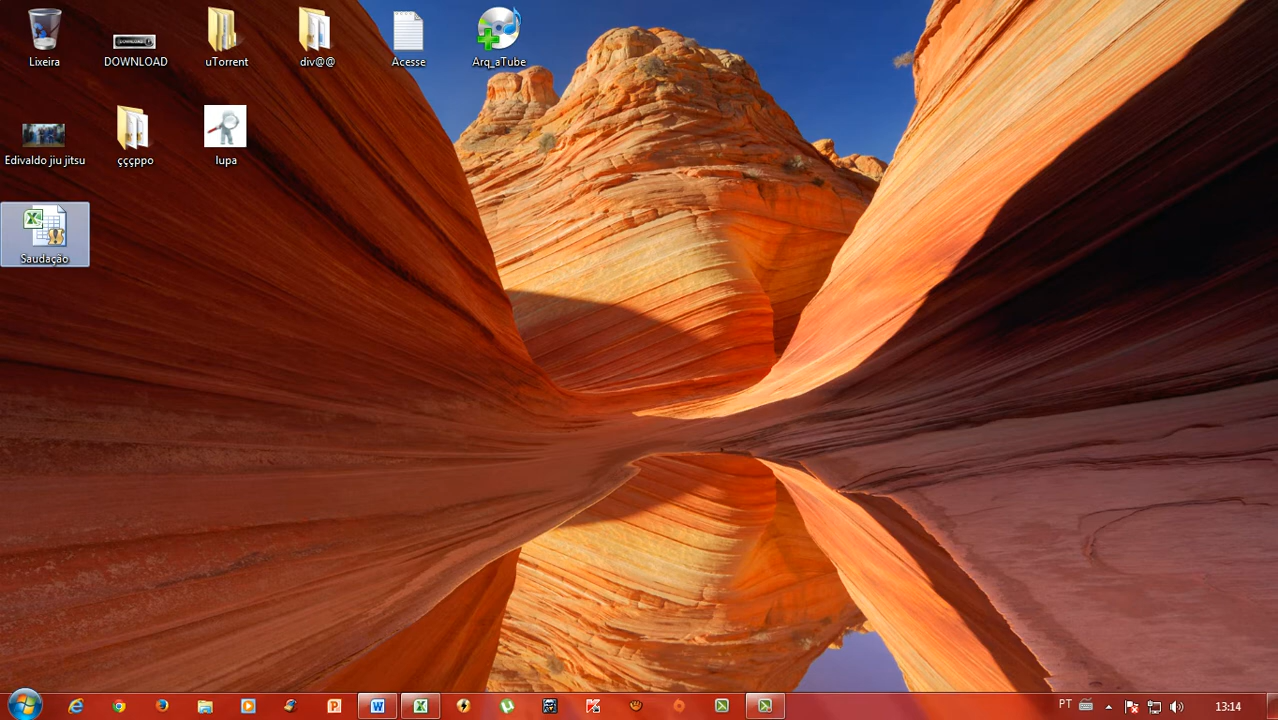 Lixeira
DOWNLOAD
uTorrent
div@@
Acesse
Arq_aTube
Edivaldo jiu jitsu
çççppo
lupa
Saudação
PT
13:14